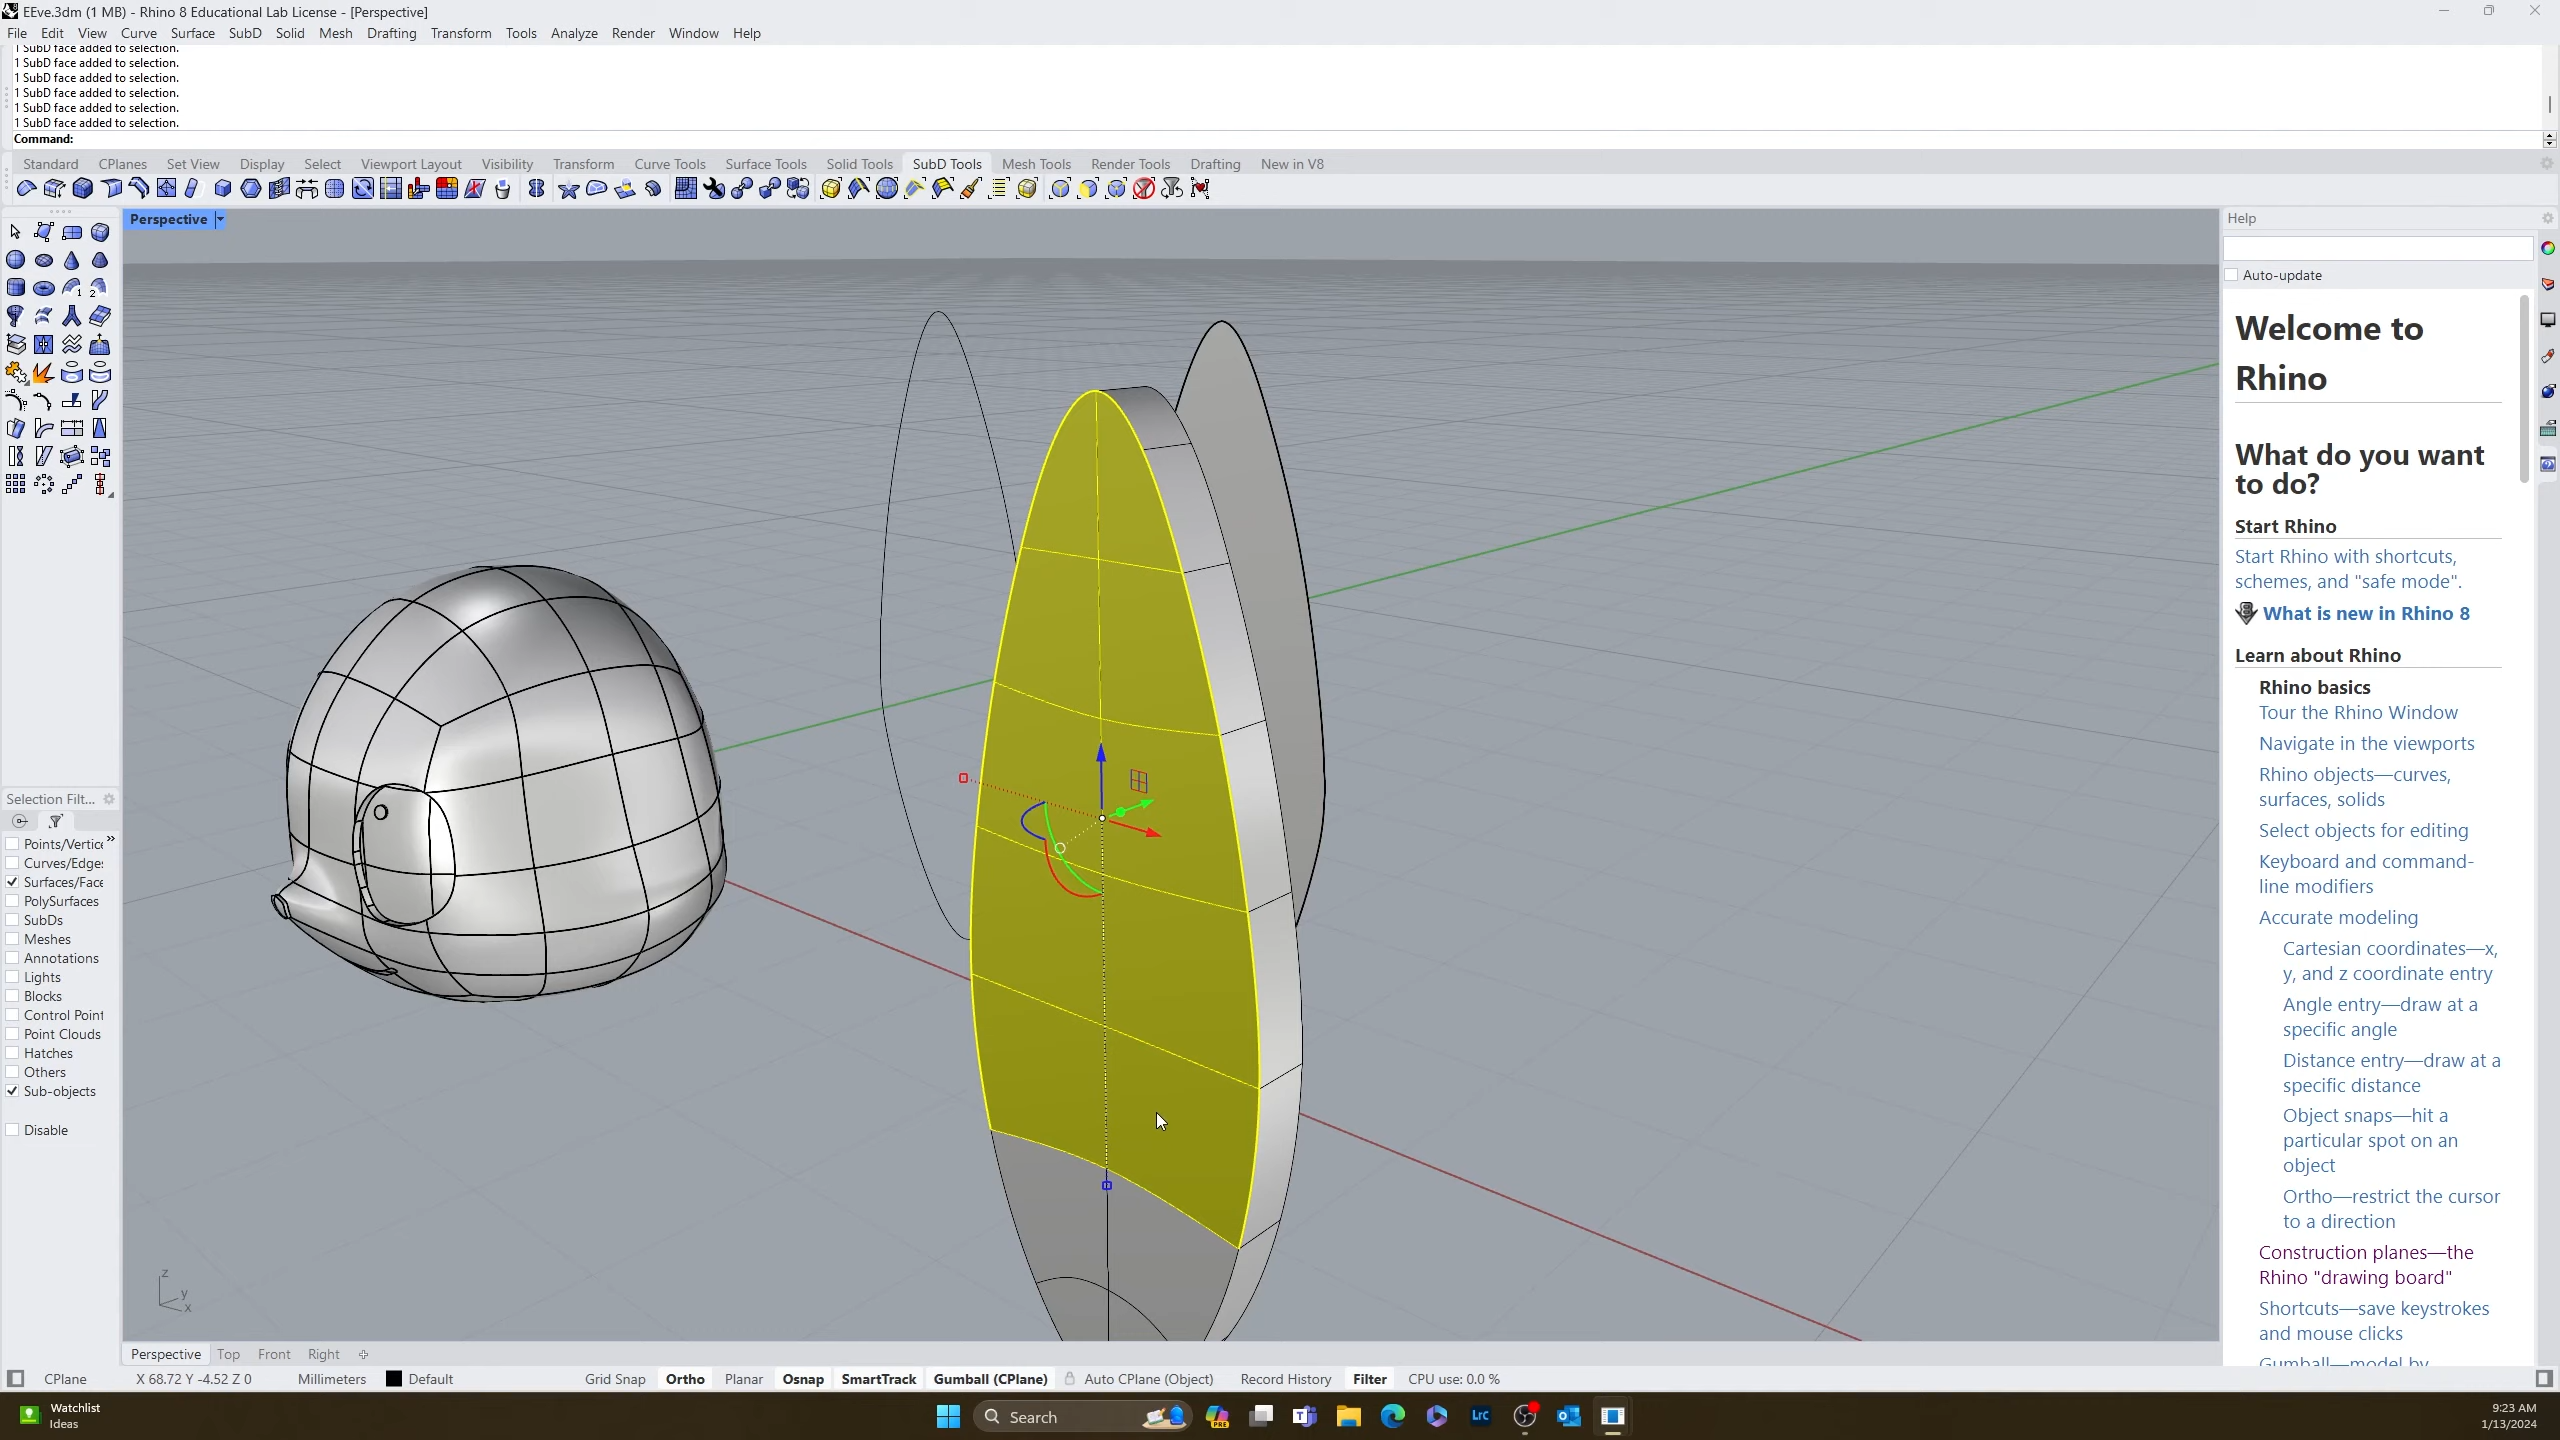 EEve.3dm (1 MB) - Rhino 8 Educational Lab License - [Perspective]
File Edit View Curve Surface SubD Solid Mesh Drafting Transform Tools Analyze Render Window Help
1 SubD face added to selection.
1 SubD face added to selection.
1 SubD face added to selection.
1 SubD face added to selection.
1 SubD face added to selection.
1 SubD face added to selection.
Command:
Standard CPlanes Set View Display Select Viewport Layout Visibility Transform Curve Tools Surface Tools Solid Tools SubD Tools Mesh Tools Render Tools Drafting New in V8
Perspective
Selection Filt...
Points/Vertice
Curves/Edges
Surfaces/Face
PolySurfaces
SubDs
Meshes
Annotations
Lights
Blocks
Control Point
Point Clouds
Hatches
Others
Sub-objects
Disable
z
y
x
Help
Auto-update
Welcome to
Rhino
What do you want
to do?
Start Rhino
Start Rhino with shortcuts,
schemes, and "safe mode".
What is new in Rhino 8
Learn about Rhino
Rhino basics
Tour the Rhino Window
Navigate in the viewports
Rhino objects—curves,
surfaces, solids
Select objects for editing
Keyboard and command-
line modifiers
Accurate modeling
Cartesian coordinates—x,
y, and z coordinate entry
Angle entry—draw at a
specific angle
Distance entry—draw at a
specific distance
Object snaps—hit a
particular spot on an
object
Ortho—restrict the cursor
to a direction
Construction planes—the
Rhino "drawing board"
Shortcuts—save keystrokes
and mouse clicks
Gumball—model by
Perspective Top Front Right
CPlane X 68.72 Y -4.52 Z 0 Millimeters Default Grid Snap Ortho Planar Osnap SmartTrack Gumball (CPlane) Auto CPlane (Object) Record History Filter CPU use: 0.0 %
Watchlist
Ideas
Search
PRE
Lrc
9:23 AM
1/13/2024